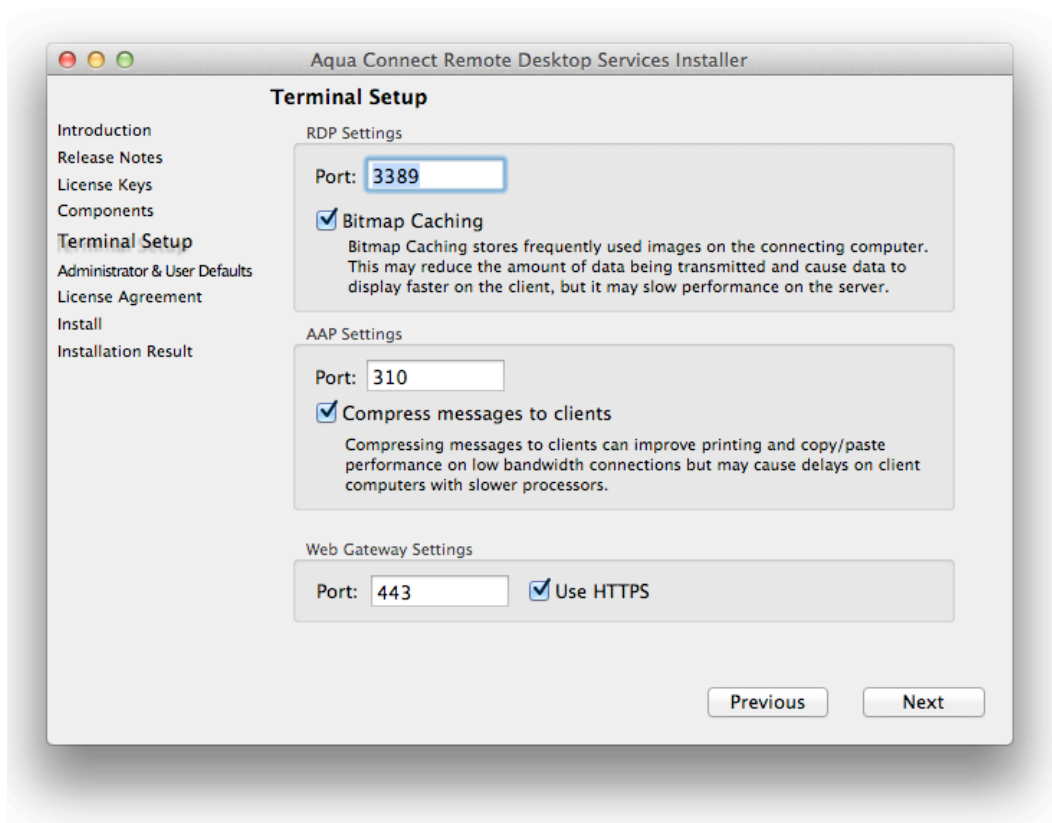 Aqua Connect Remote Desktop Services Installer
Terminal Setup
Introduction
Release Notes
License Keys
Components
Terminal Setup
Administrator & User Defaults
License Agreement
Install
Installation Result
RDP Settings
Port: 3389
Bitmap Caching
Bitmap Caching stores frequently used images on the connecting computer.
This may reduce the amount of data being transmitted and cause data to
display faster on the client, but it may slow performance on the server.
AAP Settings
Port: 310
Compress messages to clients
Compressing messages to clients can improve printing and copy/paste
performance on low bandwidth connections but may cause delays on client
computers with slower processors.
Web Gateway Settings
Port: 443 Use HTTPS
Previous Next